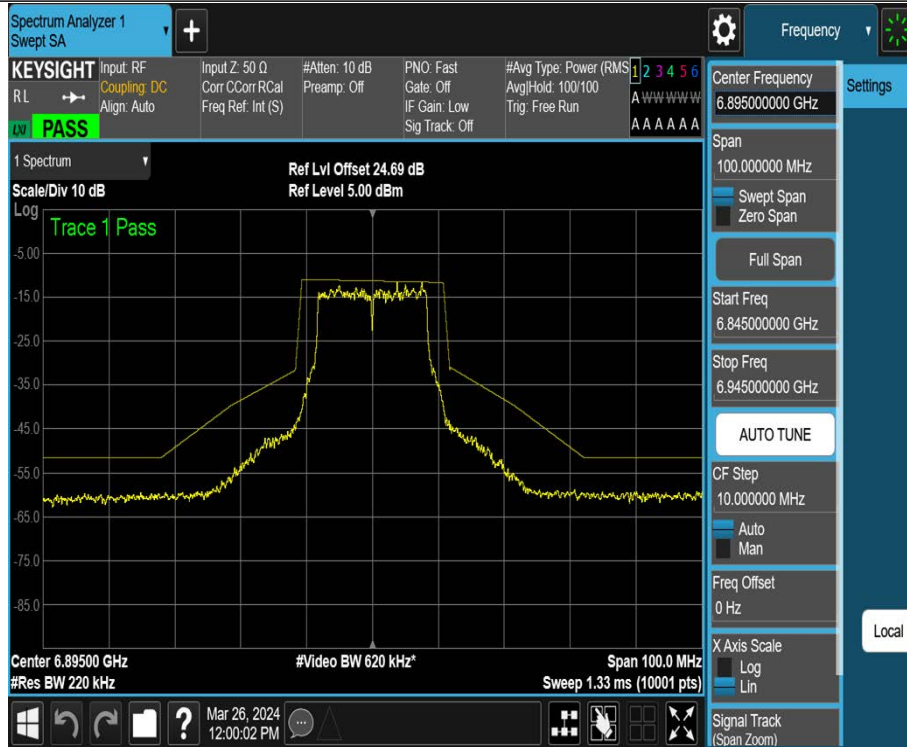 Spectrum Analyzer 1
Swept SA
+
Frequency
KEYSIGHT
R L
LXI
PASS
Input: RF
Coupling: DC
Align: Auto
Input Z: 50 Ω
Corr CCorr RCal
Freq Ref: Int (S)
#Atten: 10 dB
Preamp: Off
PNO: Fast
Gate: Off
IF Gain: Low
Sig Track: Off
#Avg Type: Power (RMS
Avg|Hold: 100/100
Trig: Free Run
1 2 3 4 5 6
A W W W W W
A A A A A A
1 Spectrum
Scale/Div 10 dB
Log
Ref Lvl Offset 24.69 dB
Ref Level 5.00 dBm
Trace 1 Pass
-5.00
-15.0
-25.0
-35.0
-45.0
-55.0
-65.0
-75.0
-85.0
Center 6.89500 GHz
#Res BW 220 kHz
#Video BW 620 kHz*
Span 100.0 MHz
Sweep 1.33 ms (10001 pts)
?
Mar 26, 2024
12:00:02 PM
Center Frequency
6.895000000 GHz
Span
100.000000 MHz
Swept Span
Zero Span
Full Span
Start Freq
6.845000000 GHz
Stop Freq
6.945000000 GHz
AUTO TUNE
CF Step
10.000000 MHz
Auto
Man
Freq Offset
0 Hz
X Axis Scale
Log
Lin
Signal Track
(Span Zoom)
Settings
Local